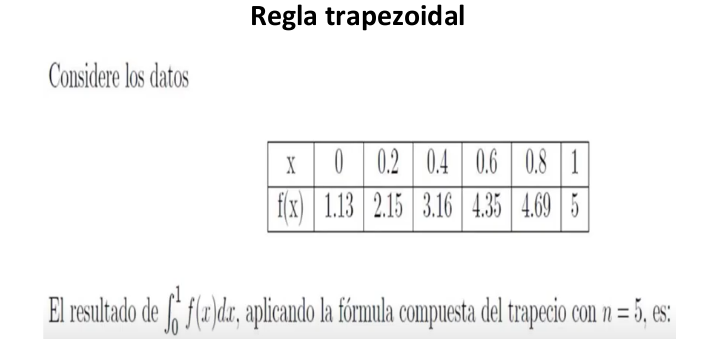 Regla trapezoidal
Considere los datos
x 0 0.2 0.4 0.6 0.8 1
f(x) 1.13 2.15 3.16 4.35 4.69 5
El resultado de ∫₀¹ f(x)dx, aplicando la fórmula compuesta del trapecio con n = 5, es: